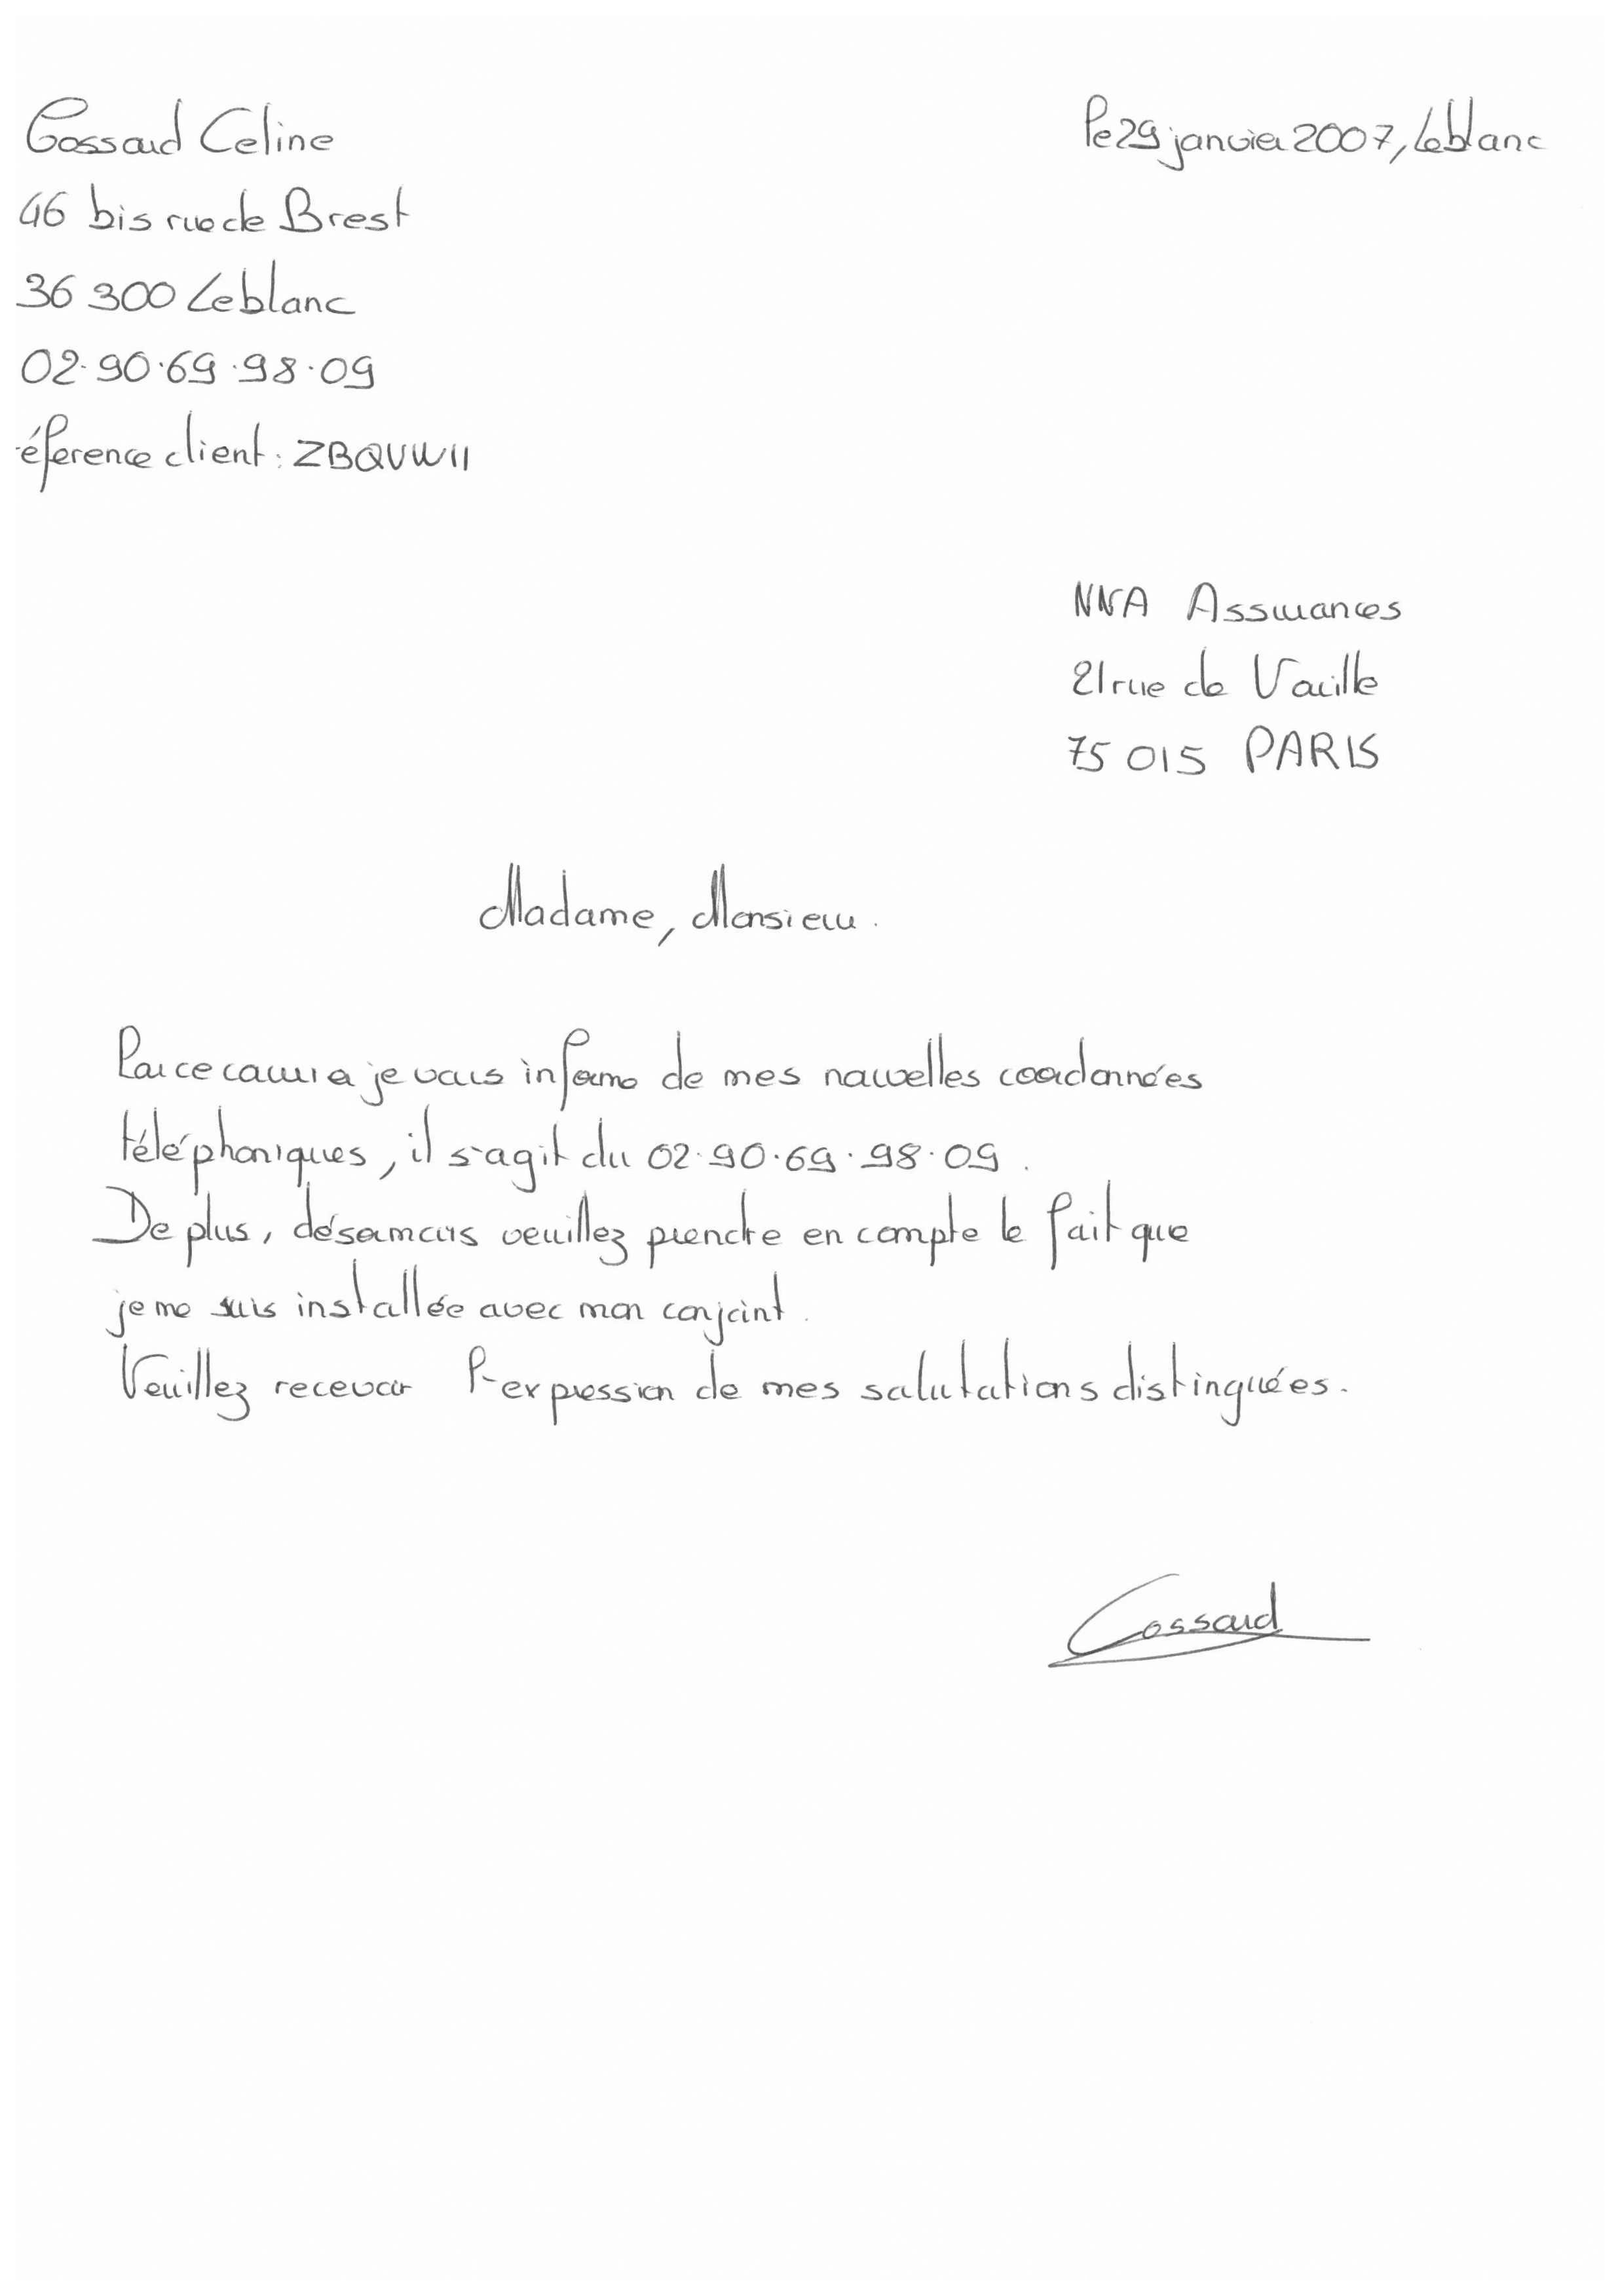 Cossard Celine
Le 29 janvier 2007, Leblanc
46 bis rue de Brest
36 300 Leblanc
02.90.69.98.09
éference client : ZBQVW11
NNA Assurances
21 rue de Vaille
75 015 PARIS
Madame, Monsieur.
Par ce courrier je vous informe de mes nouvelles coordonnées
téléphoniques, il s'agit du 02.90.69.98.09.
De plus, désormais veuillez prendre en compte le fait que
je me suis installée avec mon conjoint.
Veuillez recevoir l'expression de mes salutations distinguées.
Cossard